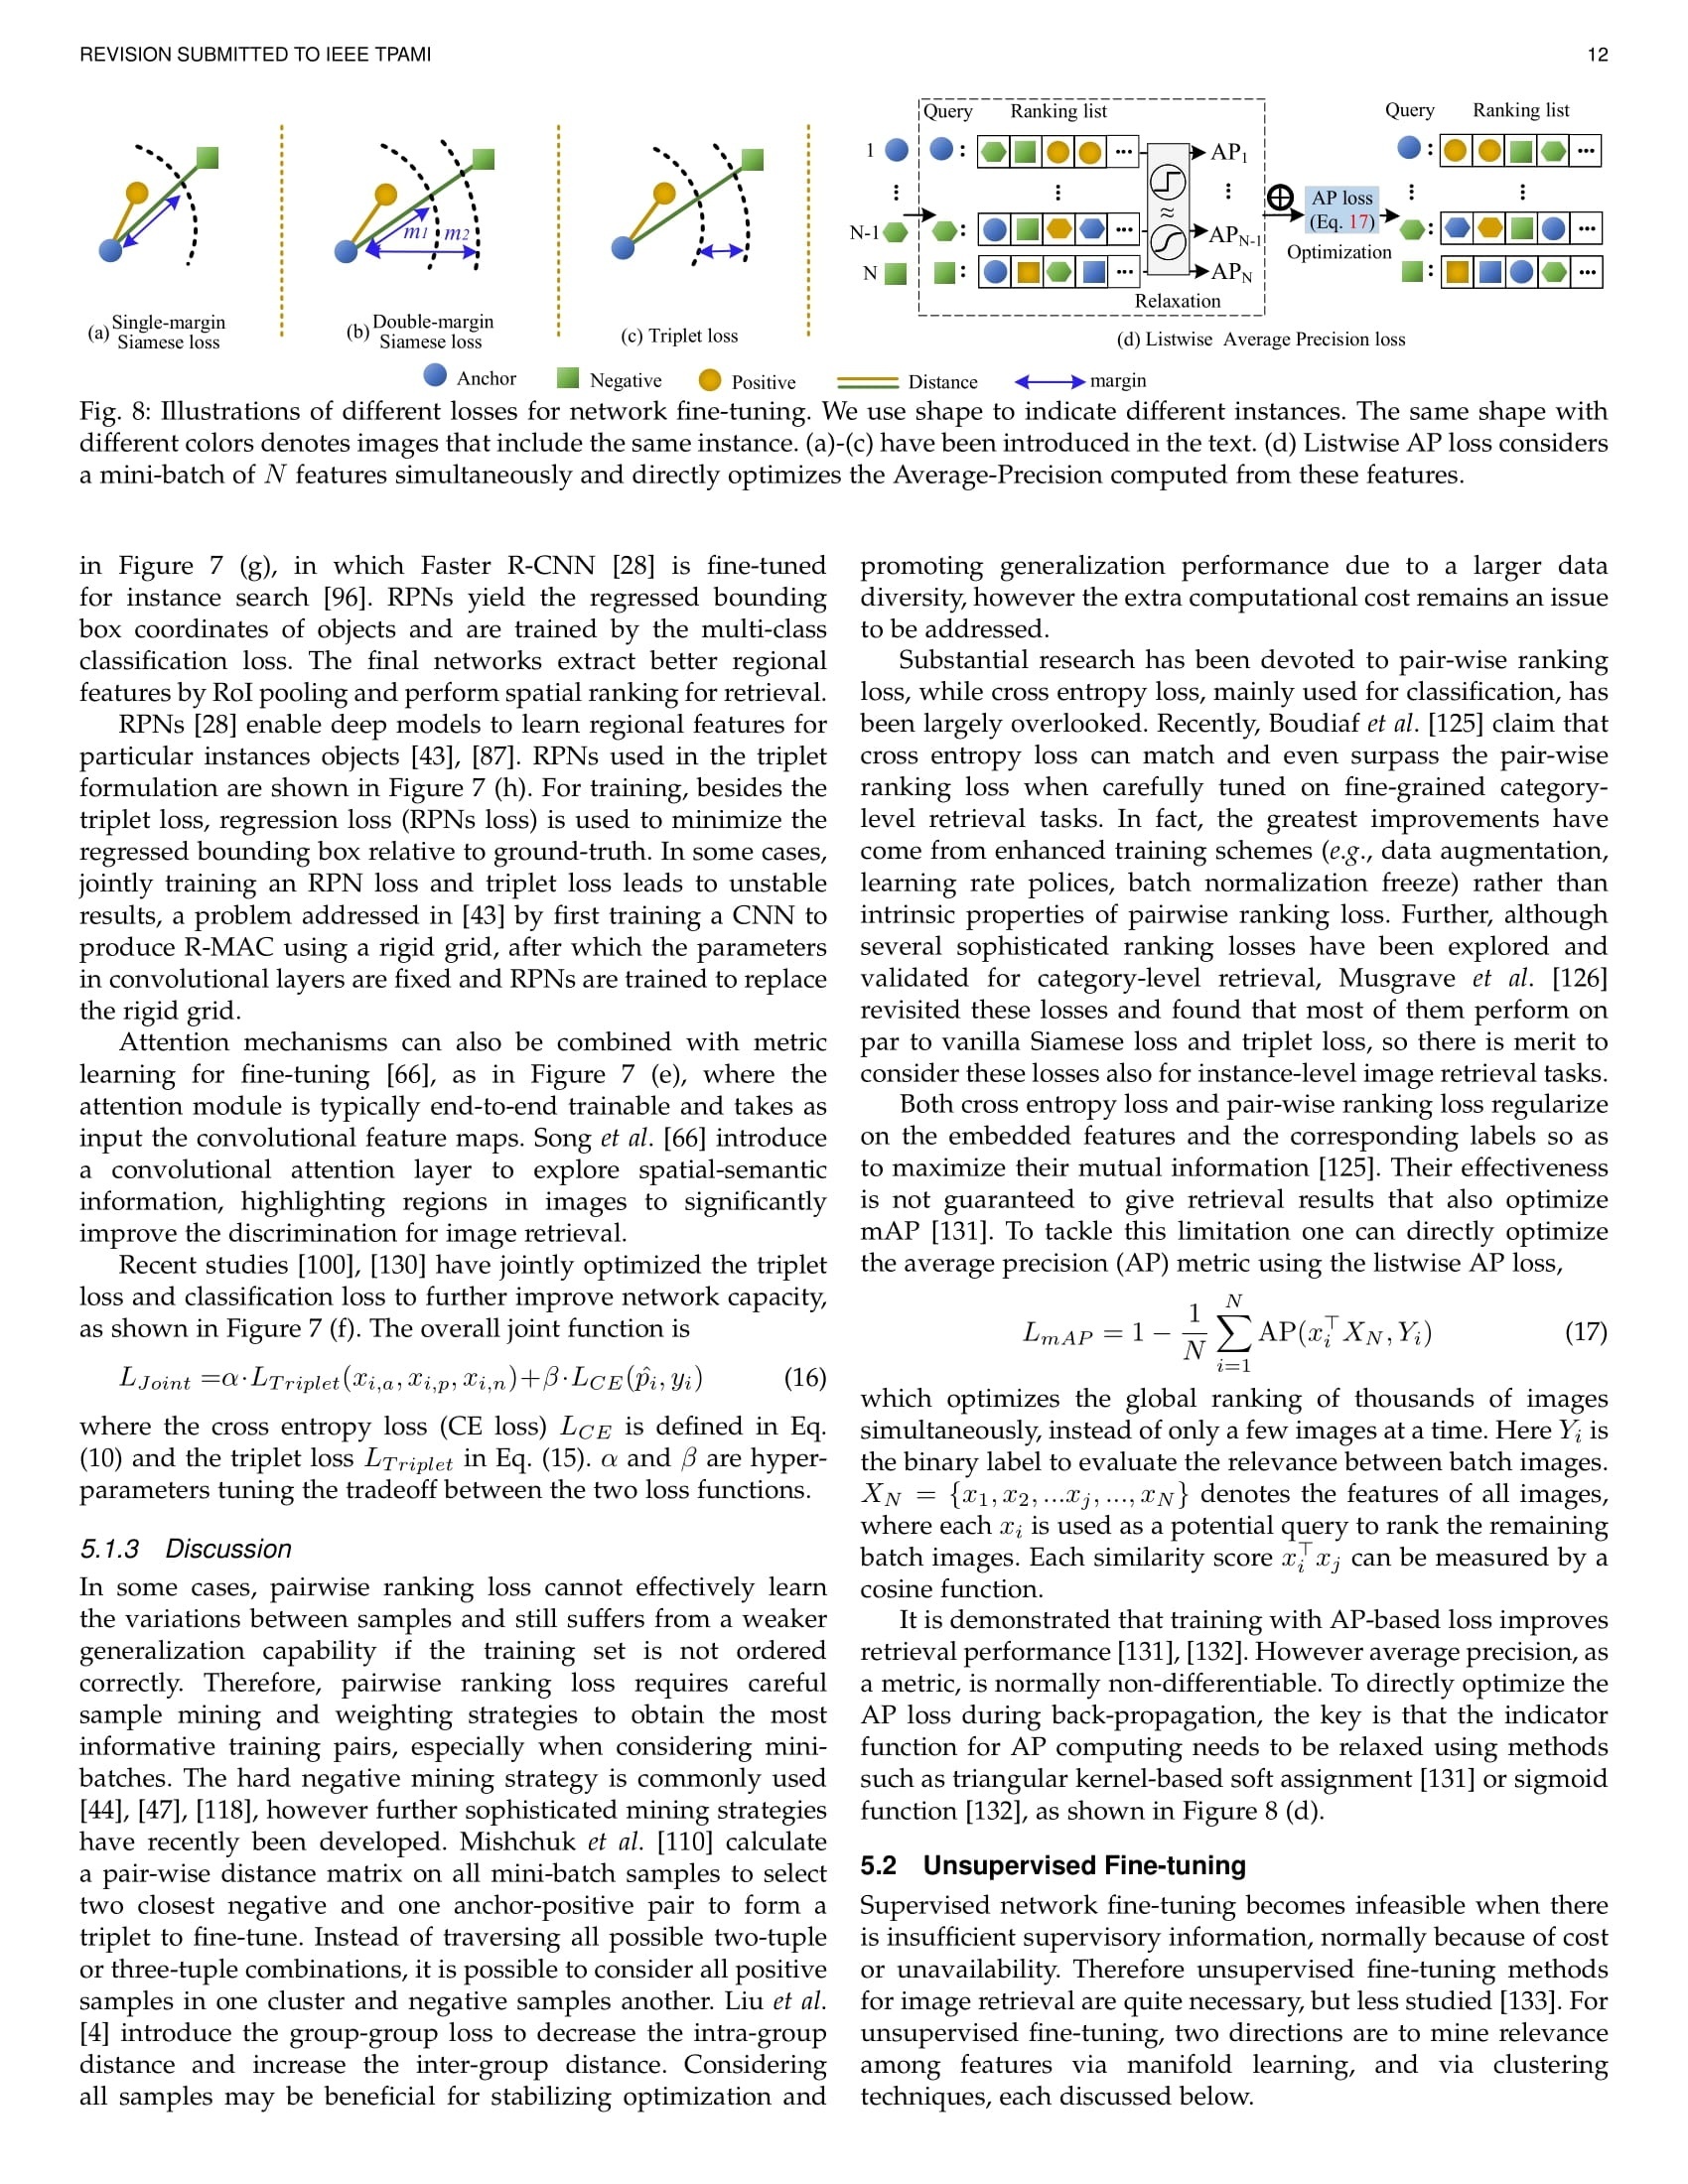 REVISION SUBMITTED TO IEEE TPAMI
12
m1
m2
(a) Single-margin
Siamese loss
(b) Double-margin
Siamese loss
(c) Triplet loss
Query
Ranking list
1
AP1
N-1
≈
APN-1
N
APN
Relaxation
AP loss
(Eq. 17)
Optimization
Query
Ranking list
(d) Listwise Average Precision loss
Anchor
Negative
Positive
Distance
margin
Fig. 8: Illustrations of different losses for network fine-tuning. We use shape to indicate different instances. The same shape with
different colors denotes images that include the same instance. (a)-(c) have been introduced in the text. (d) Listwise AP loss considers
a mini-batch of N features simultaneously and directly optimizes the Average-Precision computed from these features.
in Figure 7 (g), in which Faster R-CNN [28] is fine-tuned
for instance search [96]. RPNs yield the regressed bounding
box coordinates of objects and are trained by the multi-class
classification loss. The final networks extract better regional
features by RoI pooling and perform spatial ranking for retrieval.
RPNs [28] enable deep models to learn regional features for
particular instances objects [43], [87]. RPNs used in the triplet
formulation are shown in Figure 7 (h). For training, besides the
triplet loss, regression loss (RPNs loss) is used to minimize the
regressed bounding box relative to ground-truth. In some cases,
jointly training an RPN loss and triplet loss leads to unstable
results, a problem addressed in [43] by first training a CNN to
produce R-MAC using a rigid grid, after which the parameters
in convolutional layers are fixed and RPNs are trained to replace
the rigid grid.
Attention mechanisms can also be combined with metric
learning for fine-tuning [66], as in Figure 7 (e), where the
attention module is typically end-to-end trainable and takes as
input the convolutional feature maps. Song et al. [66] introduce
a convolutional attention layer to explore spatial-semantic
information, highlighting regions in images to significantly
improve the discrimination for image retrieval.
Recent studies [100], [130] have jointly optimized the triplet
loss and classification loss to further improve network capacity,
as shown in Figure 7 (f). The overall joint function is
L_Joint =α·L_Triplet(x_{i,a}, x_{i,p}, x_{i,n})+β·L_CE(p̂_i, y_i) (16)
where the cross entropy loss (CE loss) L_CE is defined in Eq.
(10) and the triplet loss L_Triplet in Eq. (15). α and β are hyper-
parameters tuning the tradeoff between the two loss functions.
5.1.3 Discussion
In some cases, pairwise ranking loss cannot effectively learn
the variations between samples and still suffers from a weaker
generalization capability if the training set is not ordered
correctly. Therefore, pairwise ranking loss requires careful
sample mining and weighting strategies to obtain the most
informative training pairs, especially when considering mini-
batches. The hard negative mining strategy is commonly used
[44], [47], [118], however further sophisticated mining strategies
have recently been developed. Mishchuk et al. [110] calculate
a pair-wise distance matrix on all mini-batch samples to select
two closest negative and one anchor-positive pair to form a
triplet to fine-tune. Instead of traversing all possible two-tuple
or three-tuple combinations, it is possible to consider all positive
samples in one cluster and negative samples another. Liu et al.
[4] introduce the group-group loss to decrease the intra-group
distance and increase the inter-group distance. Considering
all samples may be beneficial for stabilizing optimization and
promoting generalization performance due to a larger data
diversity, however the extra computational cost remains an issue
to be addressed.
Substantial research has been devoted to pair-wise ranking
loss, while cross entropy loss, mainly used for classification, has
been largely overlooked. Recently, Boudiaf et al. [125] claim that
cross entropy loss can match and even surpass the pair-wise
ranking loss when carefully tuned on fine-grained category-
level retrieval tasks. In fact, the greatest improvements have
come from enhanced training schemes (e.g., data augmentation,
learning rate polices, batch normalization freeze) rather than
intrinsic properties of pairwise ranking loss. Further, although
several sophisticated ranking losses have been explored and
validated for category-level retrieval, Musgrave et al. [126]
revisited these losses and found that most of them perform on
par to vanilla Siamese loss and triplet loss, so there is merit to
consider these losses also for instance-level image retrieval tasks.
Both cross entropy loss and pair-wise ranking loss regularize
on the embedded features and the corresponding labels so as
to maximize their mutual information [125]. Their effectiveness
is not guaranteed to give retrieval results that also optimize
mAP [131]. To tackle this limitation one can directly optimize
the average precision (AP) metric using the listwise AP loss,
L_mAP = 1 − 1/N ∑_{i=1}^{N} AP(x_i^⊤ X_N, Y_i) (17)
which optimizes the global ranking of thousands of images
simultaneously, instead of only a few images at a time. Here Y_i is
the binary label to evaluate the relevance between batch images.
X_N = {x_1, x_2, ...x_j, ..., x_N} denotes the features of all images,
where each x_i is used as a potential query to rank the remaining
batch images. Each similarity score x_i^⊤ x_j can be measured by a
cosine function.
It is demonstrated that training with AP-based loss improves
retrieval performance [131], [132]. However average precision, as
a metric, is normally non-differentiable. To directly optimize the
AP loss during back-propagation, the key is that the indicator
function for AP computing needs to be relaxed using methods
such as triangular kernel-based soft assignment [131] or sigmoid
function [132], as shown in Figure 8 (d).
5.2 Unsupervised Fine-tuning
Supervised network fine-tuning becomes infeasible when there
is insufficient supervisory information, normally because of cost
or unavailability. Therefore unsupervised fine-tuning methods
for image retrieval are quite necessary, but less studied [133]. For
unsupervised fine-tuning, two directions are to mine relevance
among features via manifold learning, and via clustering
techniques, each discussed below.